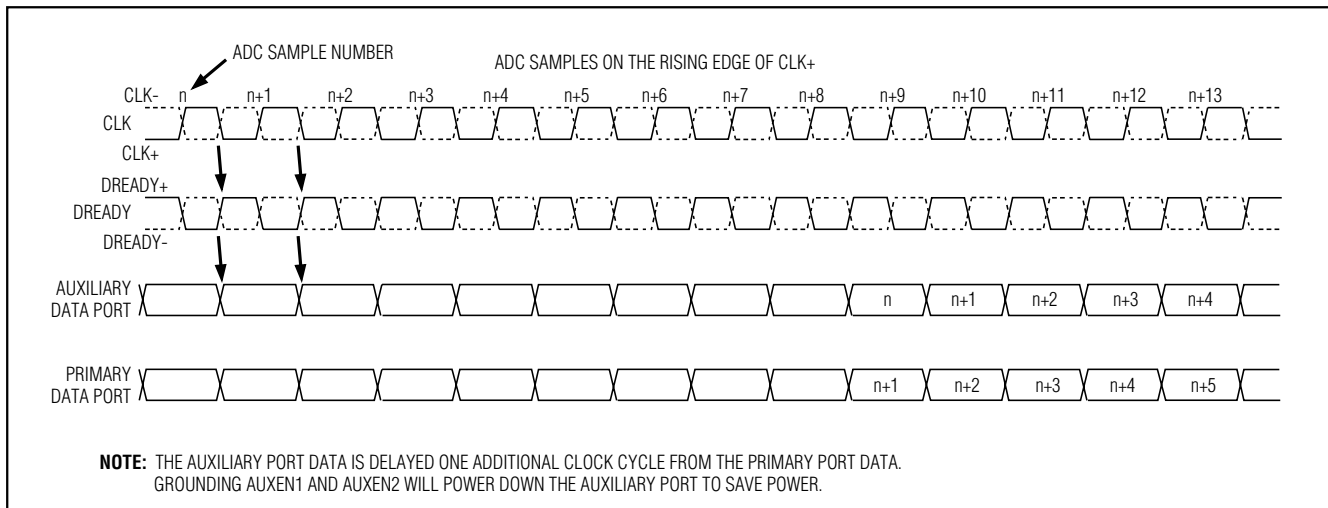 ADC SAMPLE NUMBER
ADC SAMPLES ON THE RISING EDGE OF CLK+
CLK-
n n+1 n+2 n+3 n+4 n+5 n+6 n+7 n+8 n+9 n+10 n+11 n+12 n+13
CLK
CLK+
DREADY+
DREADY
DREADY-
AUXILIARY
DATA PORT
n n+1 n+2 n+3 n+4
PRIMARY
DATA PORT
n+1 n+2 n+3 n+4 n+5
NOTE: THE AUXILIARY PORT DATA IS DELAYED ONE ADDITIONAL CLOCK CYCLE FROM THE PRIMARY PORT DATA.
GROUNDING AUXEN1 AND AUXEN2 WILL POWER DOWN THE AUXILIARY PORT TO SAVE POWER.